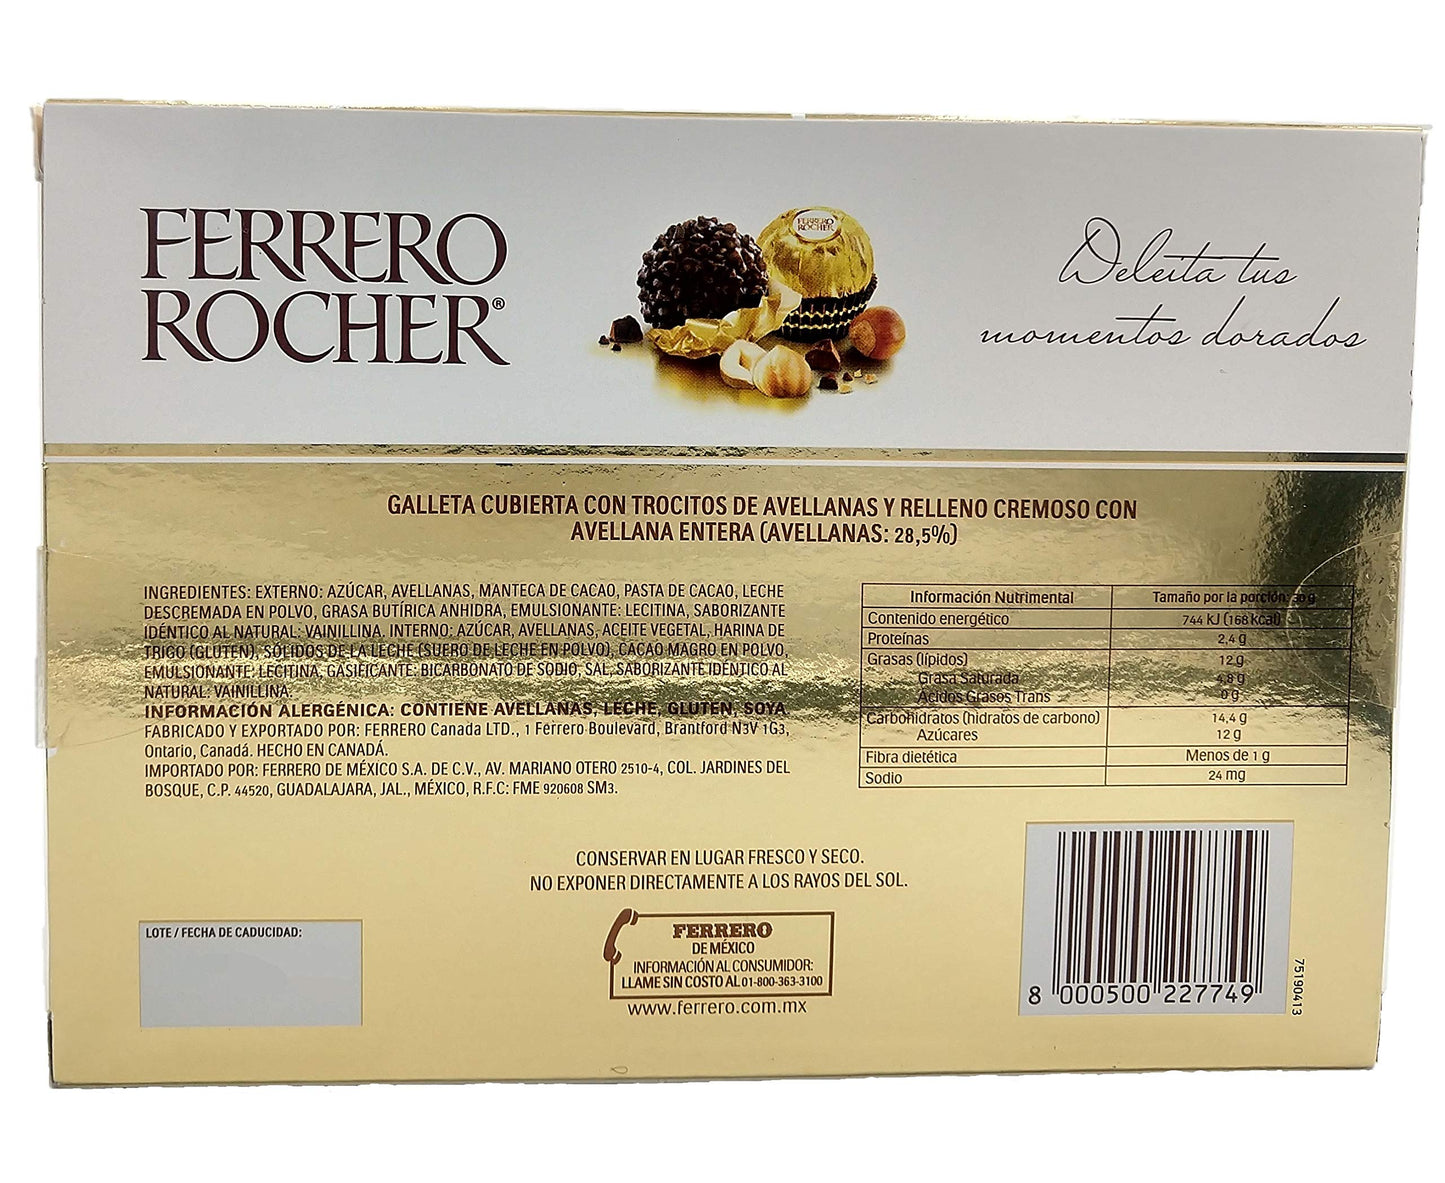 FERRERO
ROCHER®
FERRERO
ROCHER
Deleita tus
momentos dorados
GALLETA CUBIERTA CON TROCITOS DE AVELLANAS Y RELLENO CREMOSO CON
AVELLANA ENTERA (AVELLANAS: 28,5%)
INGREDIENTES: EXTERNO: AZÚCAR, AVELLANAS, MANTECA DE CACAO, PASTA DE CACAO, LECHE
DESCREMADA EN POLVO, GRASA BUTÍRICA ANHIDRA, EMULSIONANTE: LECITINA, SABORIZANTE
IDÉNTICO AL NATURAL: VAINILLINA. INTERNO: AZÚCAR, AVELLANAS, ACEITE VEGETAL, HARINA DE
TRIGO (GLUTEN), SÓLIDOS DE LA LECHE (SUERO DE LECHE EN POLVO), CACAO MAGRO EN POLVO,
EMULSIONANTE: LECITINA, GASIFICANTE: BICARBONATO DE SODIO, SAL, SABORIZANTE IDÉNTICO AL
NATURAL: VAINILLINA.
INFORMACIÓN ALERGÉNICA: CONTIENE AVELLANAS, LECHE, GLUTEN, SOYA
FABRICADO Y EXPORTADO POR: FERRERO Canada LTD., 1 Ferrero Boulevard, Brantford N3V 1G3,
Ontario, Canadá. HECHO EN CANADÁ.
IMPORTADO POR: FERRERO DE MÉXICO S.A. DE C.V., AV. MARIANO OTERO 2510-4, COL. JARDINES DEL
BOSQUE, C.P. 44520, GUADALAJARA, JAL., MÉXICO, R.F.C: FME 920608 SM3.
Información Nutrimental Tamaño por la porción: 30 g
Contenido energético 744 KJ (168 Kcal)
Proteínas 2,4 g
Grasas (lípidos) 12 g
Grasa Saturada 4,8 g
Ácidos Grasos Trans 0 g
Carbohidratos (hidratos de carbono) 14,4 g
Azúcares 12 g
Fibra dietética Menos de 1 g
Sodio 24 mg
CONSERVAR EN LUGAR FRESCO Y SECO.
NO EXPONER DIRECTAMENTE A LOS RAYOS DEL SOL.
LOTE / FECHA DE CADUCIDAD:
FERRERO
DE MÉXICO
INFORMACIÓN AL CONSUMIDOR:
LLAME SIN COSTO AL 01-800-363-3100
www.ferrero.com.mx
8 000500 227749
75190413